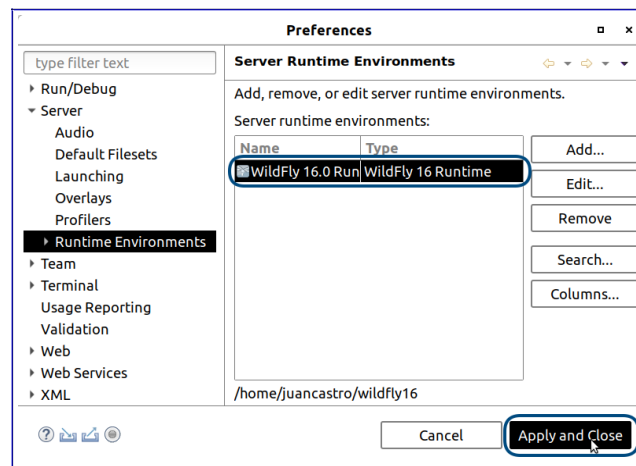 Preferences
type filter text
Run/Debug
Server
Audio
Default Filesets
Launching
Overlays
Profilers
Runtime Environments
Team
Terminal
Usage Reporting
Validation
Web
Web Services
XML
Server Runtime Environments
Add, remove, or edit server runtime environments.
Server runtime environments:
Name Type
WildFly 16.0 Run WildFly 16 Runtime
Add...
Edit...
Remove
Search...
Columns...
/home/juancastro/wildfly16
Cancel Apply and Close